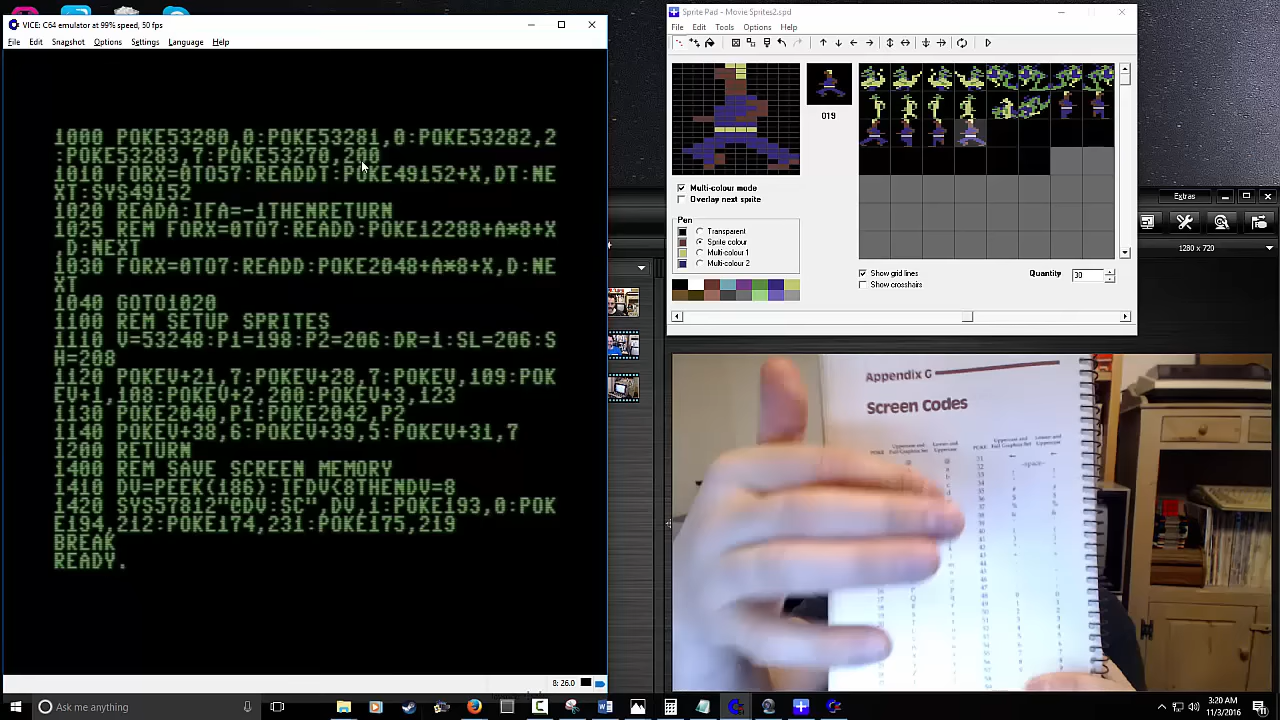 VICE: C64 emulator at 99% speed, 50 fps
File Edit Snapshot Options Settings Language Help
1000 POKE53280,0:POKE53281,0:POKE53282,2
:POKE53283,7:POKE53270,200
1010 FORX=0TO57:READDT:POKE49152+X,DT:NE
XT:SYS49152
1020 READA:IFA=-1THENRETURN
1025 REM FORX=0TO7:READD:POKE12288+A*8+X
,D:NEXT
1030 FORX=0TO7:READD:POKE2048+A*8+X,D:NE
XT
1040 GOTO1020
1100 REM SETUP SPRITES
1110 V=53248:P1=198:P2=206:DR=1:SL=206:S
H=208
1120 POKEV+21,7:POKEV+28,7:POKEV,109:POK
EV+1,108:POKEV+2,200:POKEV+3,123
1130 POKE2040,P1:POKE2042,P2
1140 POKEV+38,6:POKEV+39,5:POKEV+31,7
1200 RETURN
1400 REM SAVE SCREEN MEMORY
1410 DV=PEEK(186):IFDV<8THENDV=8
1420 SYS57812"@DV:SC",DV,1:POKE193,0:POK
E194,212:POKE174,231:POKE175,219
BREAK
READY.
8: 26.0
Sprite Pad - Movie Sprites2.spd
File Edit Tools Options Help
019
Multi-colour mode
Overlay next sprite
Pen
Transparent
Sprite colour
Multi-colour 1
Multi-colour 2
Show grid lines
Show crosshairs
Quantity 30
Extras
1280 x 720
Appendix G
Screen Codes
Ask me anything
3:20 AM
11/3/2016